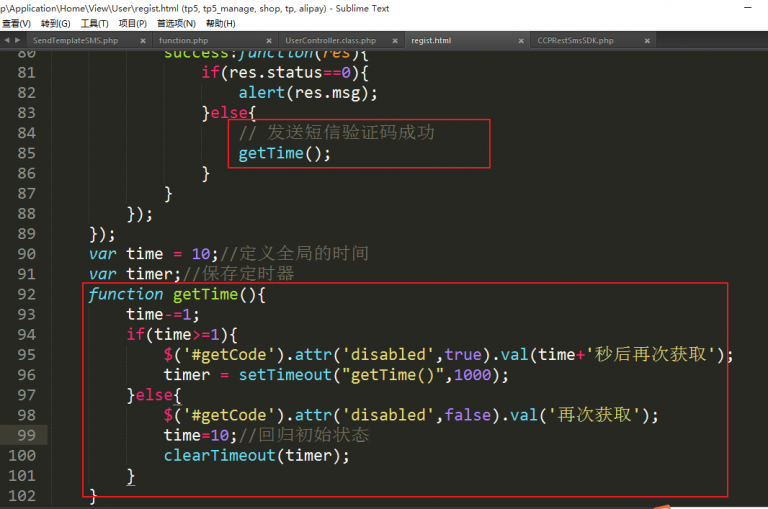 p\Application\Home\View\User\regist.html (tp5, tp5_manage, shop, tp, alipay) - Sublime Text
查看(V) 转到(G) 工具(T) 项目(P) 首选项(N) 帮助(H)
SendTemplateSMS.php × function.php × UserController.class.php × regist.html × CCPRestSmsSDK.php ×
80 success:function(res){
81 if(res.status==0){
82 alert(res.msg);
83 }else{
84 // 发送短信验证码成功
85 getTime();
86 }
87 }
88 });
89 });
90 var time = 10;//定义全局的时间
91 var timer;//保存定时器
92 function getTime(){
93 time-=1;
94 if(time>=1){
95 $('#getCode').attr('disabled',true).val(time+'秒后再次获取');
96 timer = setTimeout("getTime()",1000);
97 }else{
98 $('#getCode').attr('disabled',false).val('再次获取');
99 time=10;//回归初始状态
100 clearTimeout(timer);
101 }
102 }